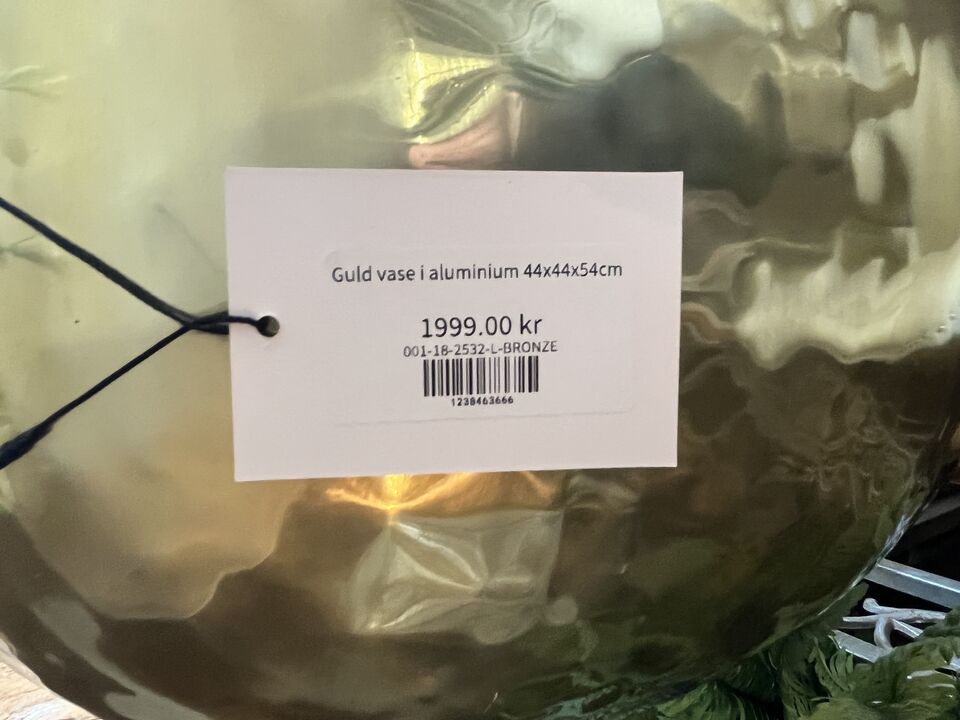 Guld vase i aluminium 44x44x54cm
1999.00 kr
001-18-2532-L-BRONZE
1238463666